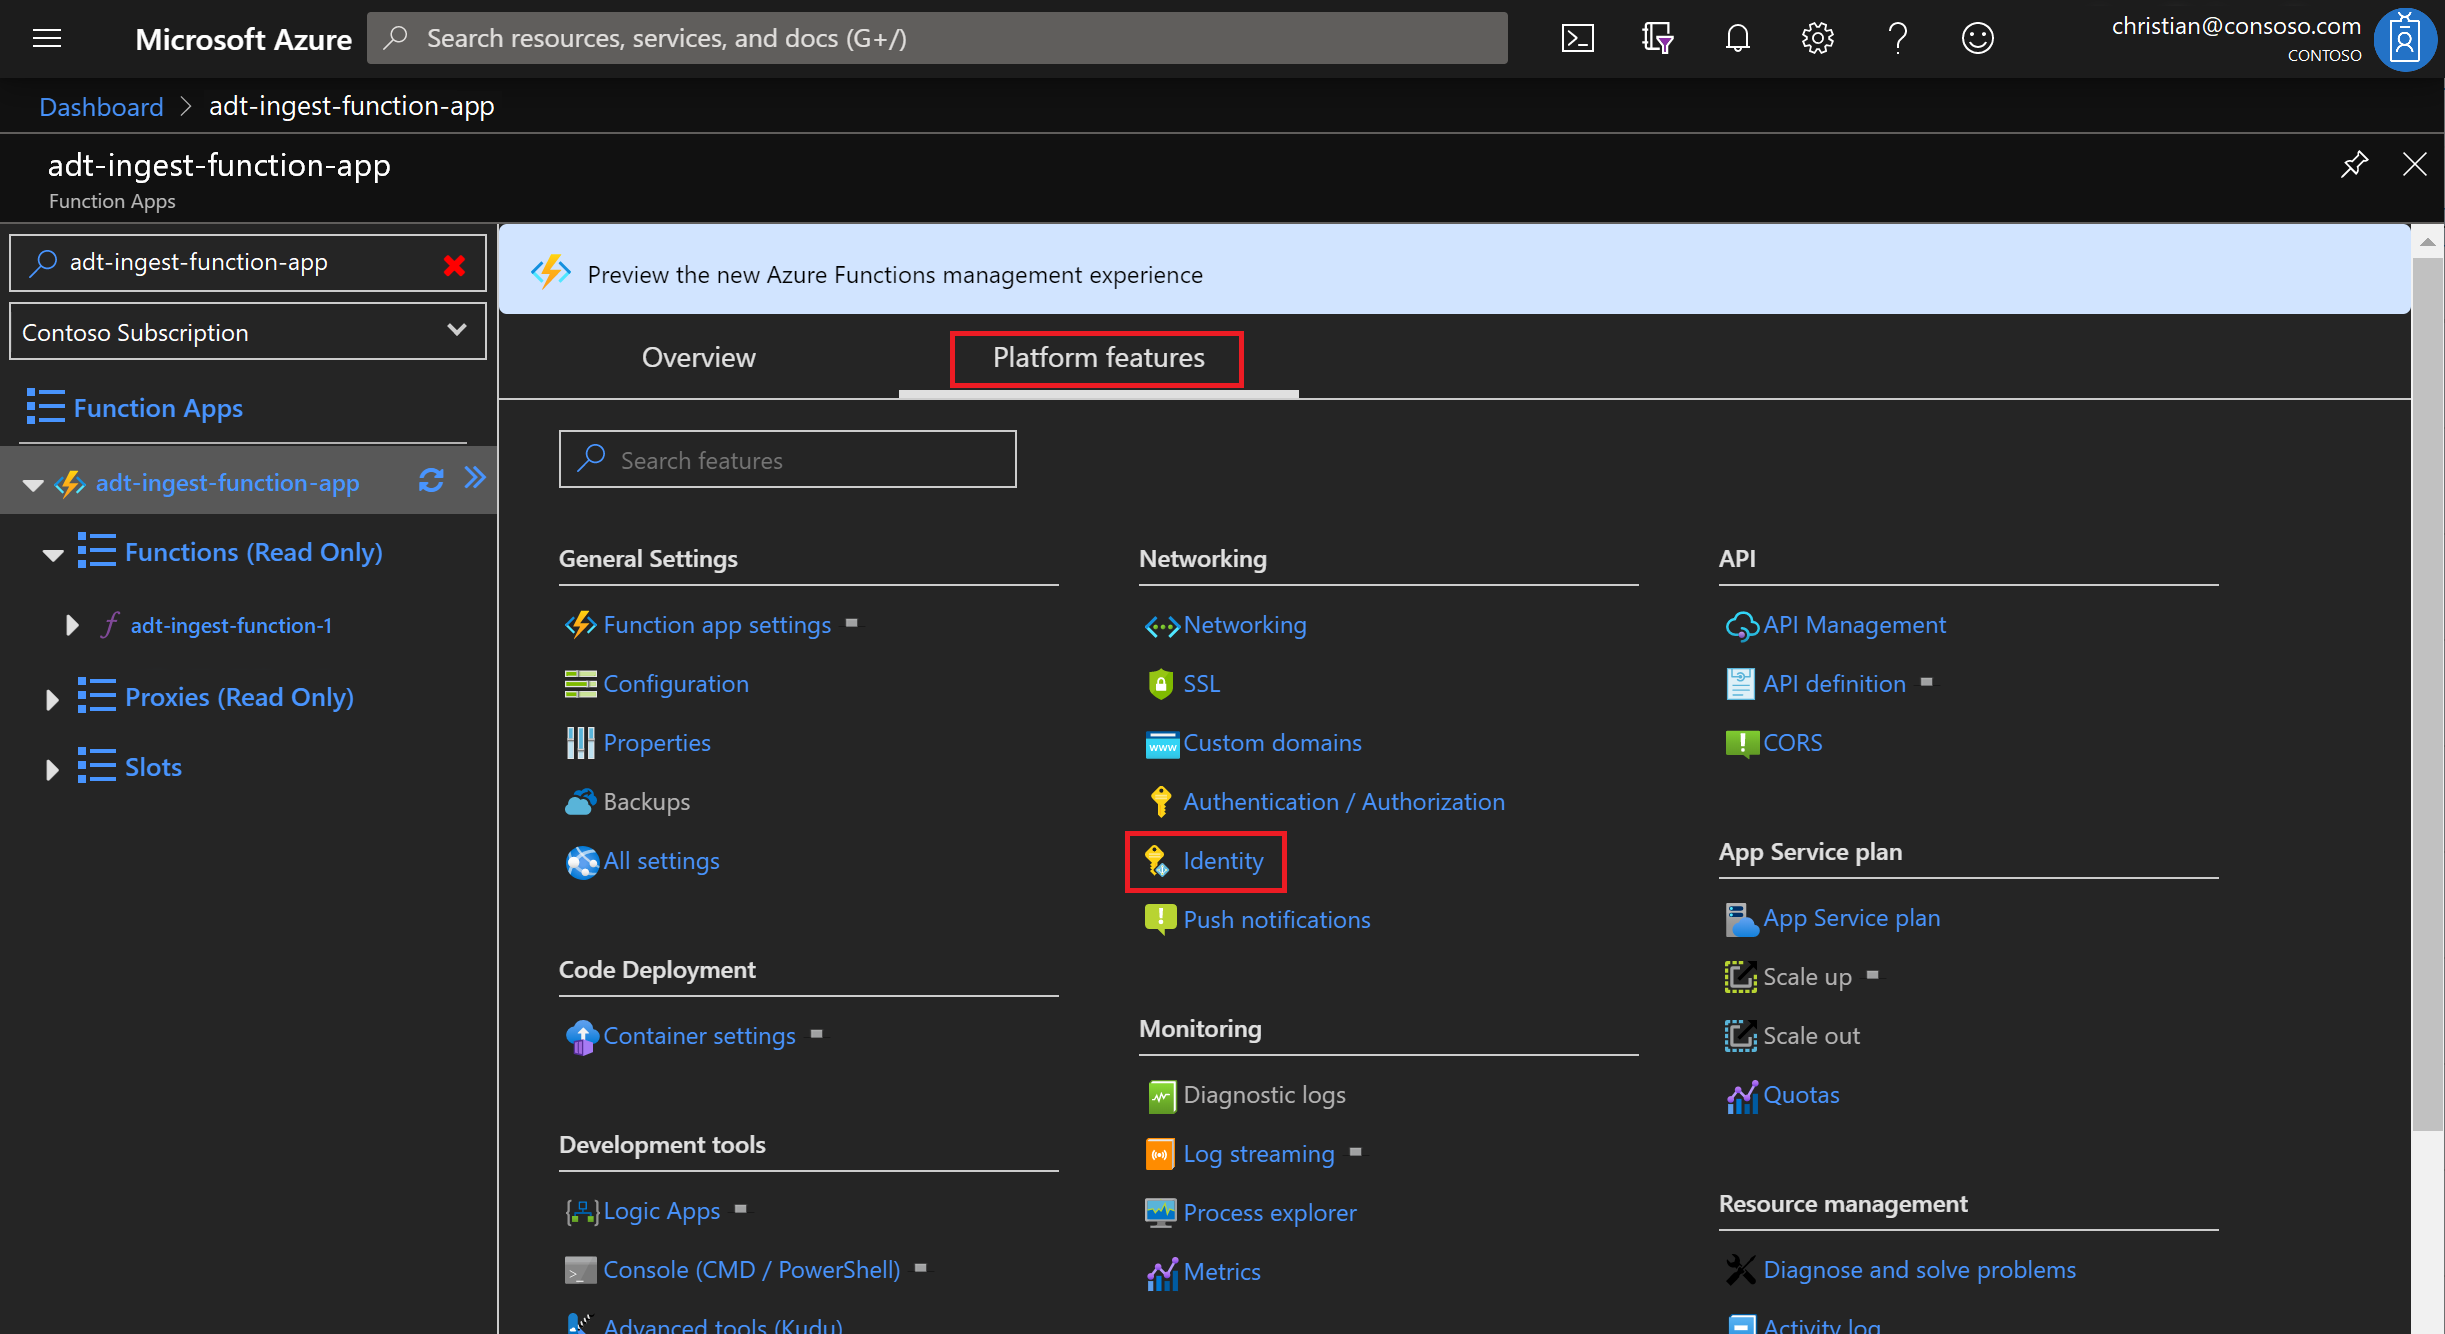 Microsoft Azure
Search resources, services, and docs (G+/)
christian@consoso.com
CONTOSO
Dashboard > adt-ingest-function-app
adt-ingest-function-app
Function Apps
adt-ingest-function-app
Contoso Subscription
Function Apps
adt-ingest-function-app
Functions (Read Only)
adt-ingest-function-1
Proxies (Read Only)
Slots
Preview the new Azure Functions management experience
Overview
Platform features
Search features
General Settings
Function app settings
Configuration
Properties
Backups
All settings
Code Deployment
Container settings
Development tools
Logic Apps
Console (CMD / PowerShell)
Advanced tools (Kudu)
Networking
Networking
SSL
www
Custom domains
Authentication / Authorization
Identity
Push notifications
Monitoring
Diagnostic logs
Log streaming
Process explorer
Metrics
API
API Management
API definition
CORS
App Service plan
App Service plan
Scale up
Scale out
Quotas
Resource management
Diagnose and solve problems
Activity log